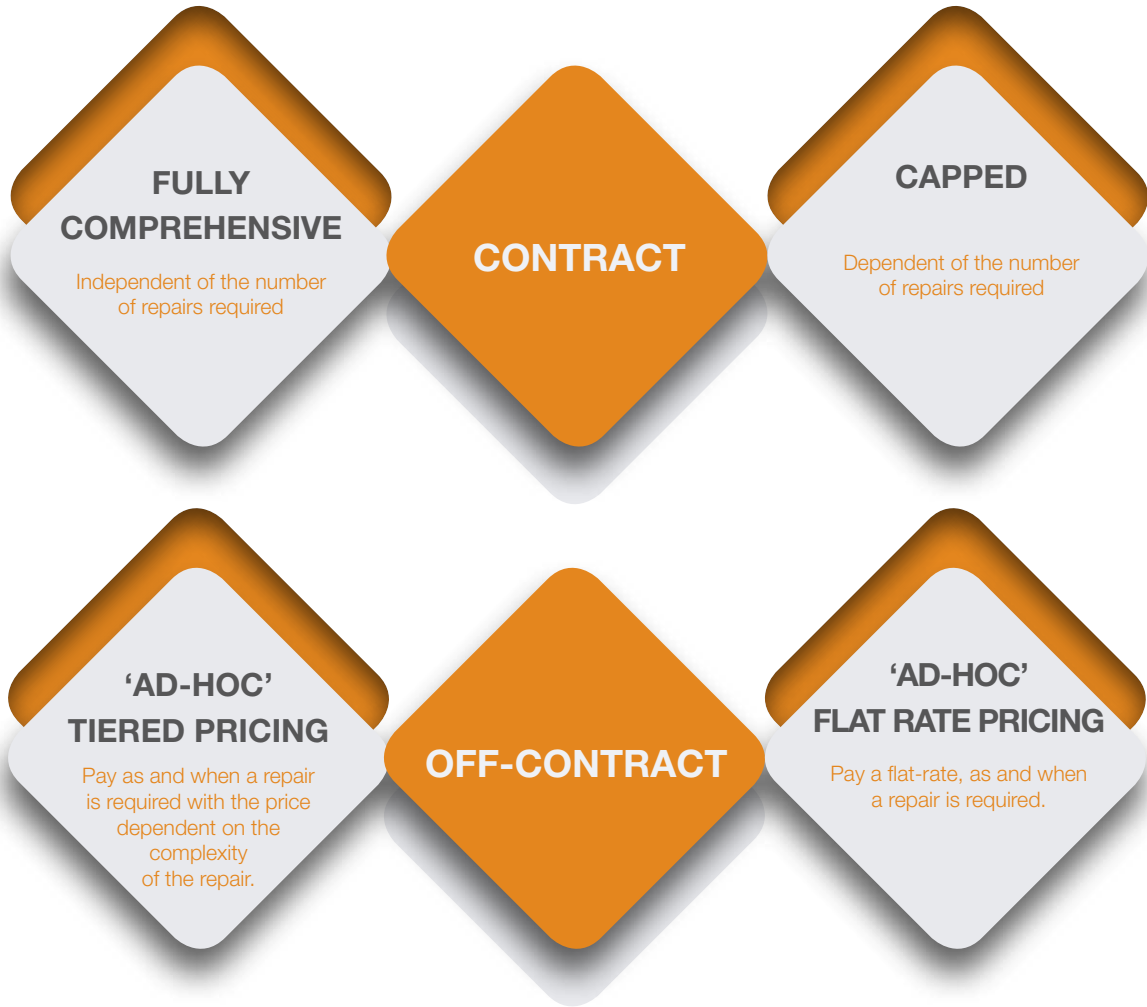 FULLY
COMPREHENSIVE
Independent of the number
of repairs required
CONTRACT
CAPPED
Dependent of the number
of repairs required
‘AD-HOC’
TIERED PRICING
Pay as and when a repair
is required with the price
dependent on the
complexity
of the repair.
OFF-CONTRACT
‘AD-HOC’
FLAT RATE PRICING
Pay a flat-rate, as and when
a repair is required.